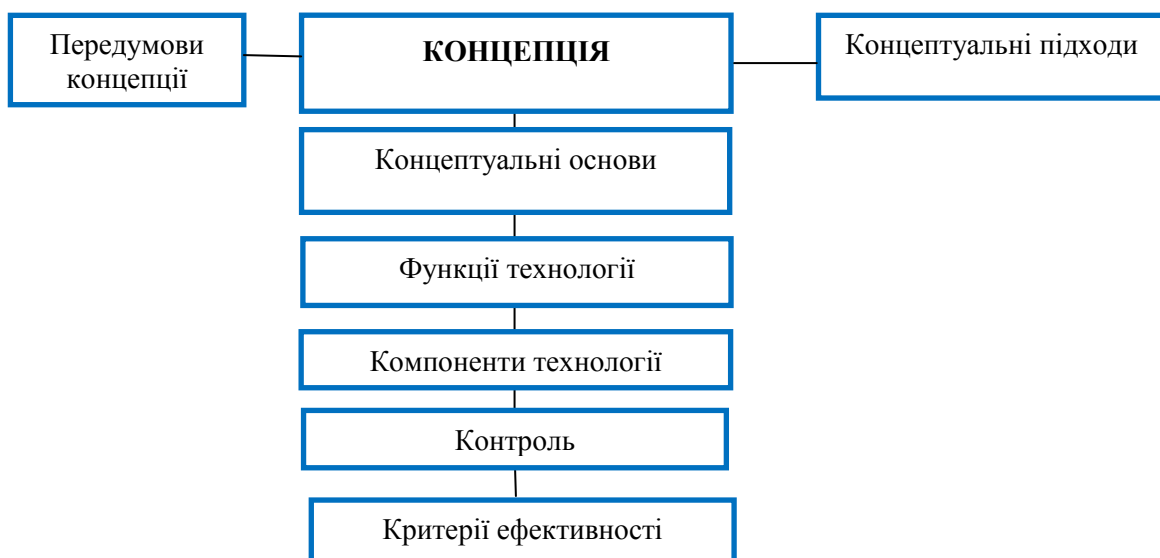 Передумови
концепції
КОНЦЕПЦІЯ
Концептуальні підходи
Концептуальні основи
Функції технології
Компоненти технології
Контроль
Критерії ефективності